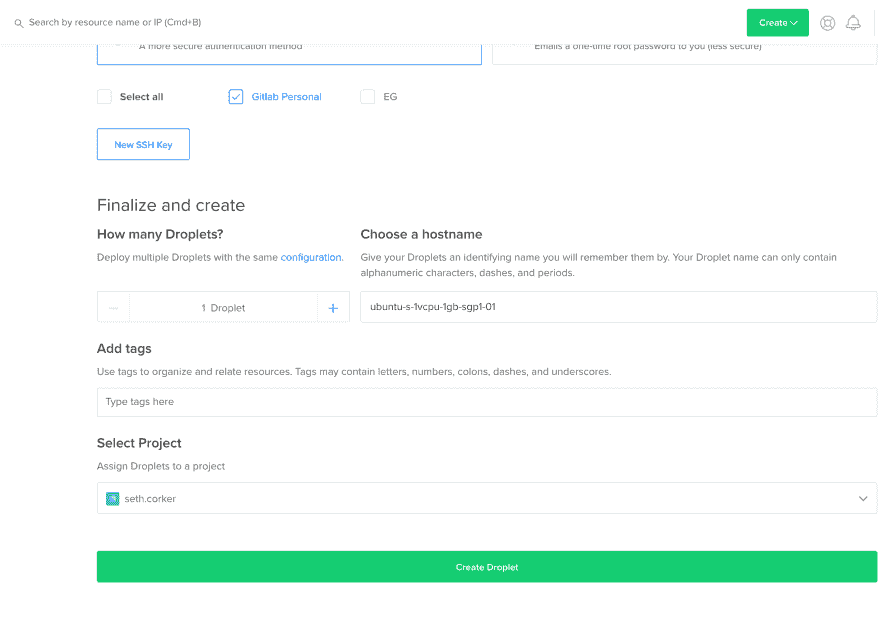 Search by resource name or IP (Cmd+B)
Create
A more secure authentication method
Emails a one-time root password to you (less secure)
Select all
Gitlab Personal
EG
New SSH Key
Finalize and create
How many Droplets?
Deploy multiple Droplets with the same configuration.
1 Droplet
Choose a hostname
Give your Droplets an identifying name you will remember them by. Your Droplet name can only contain
alphanumeric characters, dashes, and periods.
ubuntu-s-1vcpu-1gb-sgp1-01
Add tags
Use tags to organize and relate resources. Tags may contain letters, numbers, colons, dashes, and underscores.
Type tags here
Select Project
Assign Droplets to a project
seth.corker
Create Droplet